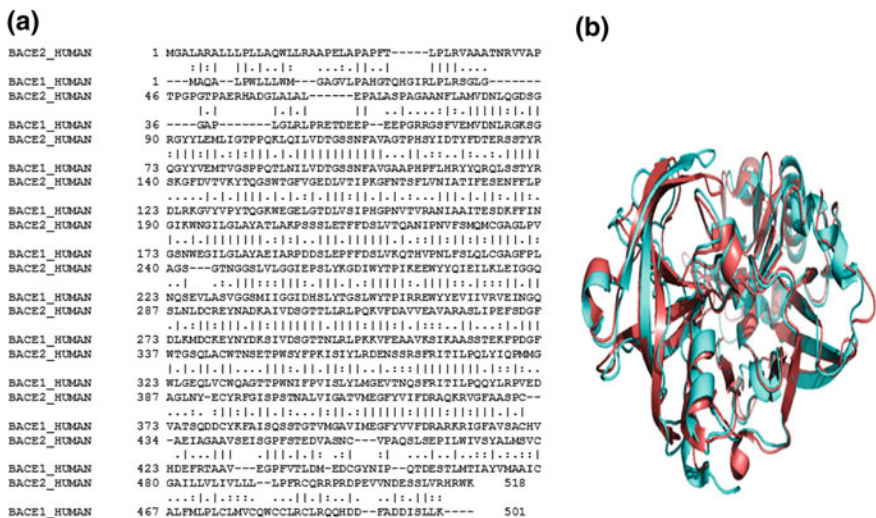 (a)
(b)
BACE2_HUMAN 1 MGALARALLLPLLAQWLLRAAPELAPAPFT-----LPLRVAAATNRVVAP
BACE1_HUMAN 1 ----MAQA--LPWLLLWM---GAGVLPAHGTQHGIRLPLRSGLG-------
BACE2_HUMAN 46 TPGPGTPAERHADGLALAL-----EPALASPAGAANFLAMVDNLQGDSG
BACE1_HUMAN 36 ----GAP------LGLRLPRETDEEP--EEPGRRGSFVEMVDNLRGKSG
BACE2_HUMAN 90 RGYYLEMLIGTPPQKLQILVDTGSSNFAVAGTPHSYIDTYFDTERSSTYR
BACE1_HUMAN 73 QGYYVEMTVGSPPQTLNILVDTGSSNFAVGAAPHPFLHRYYQRQLSSTYR
BACE2_HUMAN 140 SKGFDVTVKYTQGSWTGFVGEDLVTIPKGFNTSFLVNIATIFESENFFLP
BACE1_HUMAN 123 DLRKGVYVPYTQGKWEGELGTDLVSIPHGPNVTVRANIAAITESDKFFIN
BACE2_HUMAN 190 GIKWNGILGLAYATLAKPSSSLETFFDSLVTQANIPNVFSMQMCGAGLPV
BACE1_HUMAN 173 GSNWEGILGLAYAEIARPDDSLEPFFDSLVKQTHVPNLFSLQLCGAGFPL
BACE2_HUMAN 240 AGS---GTNGGSLVLGGIEPSLYKGDIWYTPIKEEWYYQIEILKLEIGGQ
BACE1_HUMAN 223 NQSEVLASVGGSMIIGGIDHSLYTGSLWYTPIRREWYYEVIIVRVEINGQ
BACE2_HUMAN 287 SLNLDCREYNADKAIVDSGTTLLRLPQKVFDAVVEAVARASLIPEFSDGF
BACE1_HUMAN 273 DLKMDCKEYNYDKSIVDSGTTNLRLPKKVFEAAVKSIKAASSTEKFPDGF
BACE2_HUMAN 337 WTGSQLACWTNSETPWSYFPKISIYLRDENSSRSFRITILPQLYIQPMMG
BACE1_HUMAN 323 WLGEQLVCWQAGTTPWNIFPVISLYLMGEVTNQSFRITILPQQYLRPVED
BACE2_HUMAN 387 AGLNY-ECYRFGISPSTNALVIGATVMEGFYVIFDRAQKRVGFAASPC--
BACE1_HUMAN 373 VATSQDDCYKFAISQSSTGTVMGAVIMEGFYVVFDRARKRIGFAVSACHV
BACE2_HUMAN 434 -AEIAGAAVSEISGPFSTEDVASNC---VPAQSLSEPILWIVSYALMSVC
BACE1_HUMAN 423 HDEFRTAAV---EGPFVTLDM-EDCGYNIP--QTDESTLMTIAYVMAAIC
BACE2_HUMAN 480 GAILLVLIVLLL--LPFRCQRRPRDPEVVNDESSLVRHRWK 518
BACE1_HUMAN 467 ALFMLPLCLMVCQWCCLRCLRQQHDD--FADDISLLK---- 501